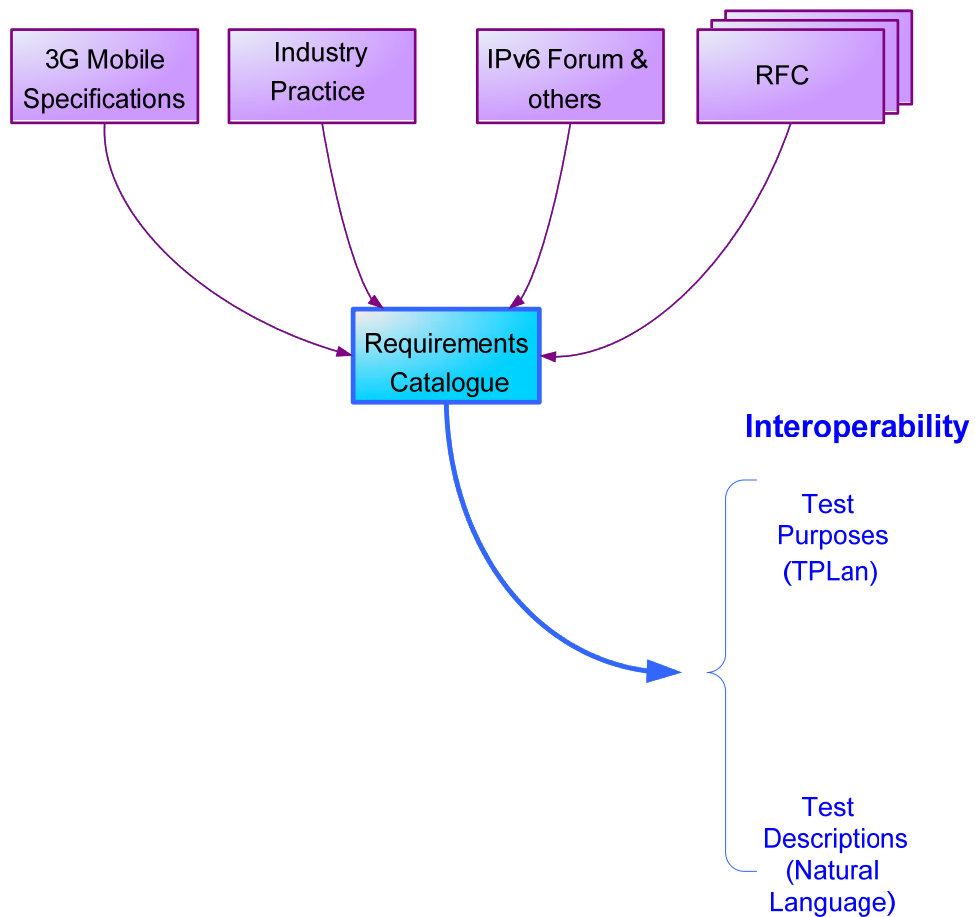 3G Mobile
Specifications
Industry
Practice
IPv6 Forum &
others
RFC
Requirements
Catalogue
Interoperability
Test
Purposes
(TPLan)
Test
Descriptions
(Natural
Language)